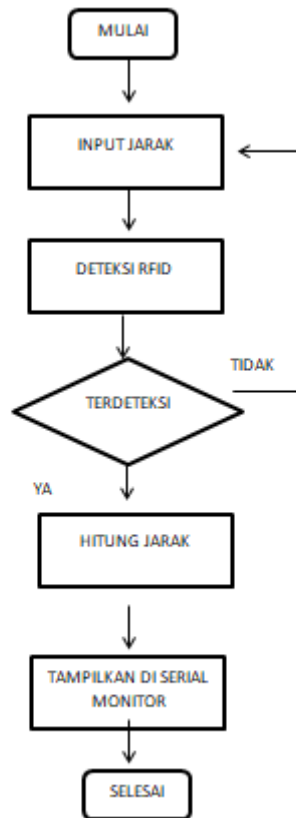 MULAI
INPUT JARAK
DETEKSI RFID
TERDETEKSI
TIDAK
YA
HITUNG JARAK
TAMPILKAN DI SERIAL
MONITOR
SELESAI